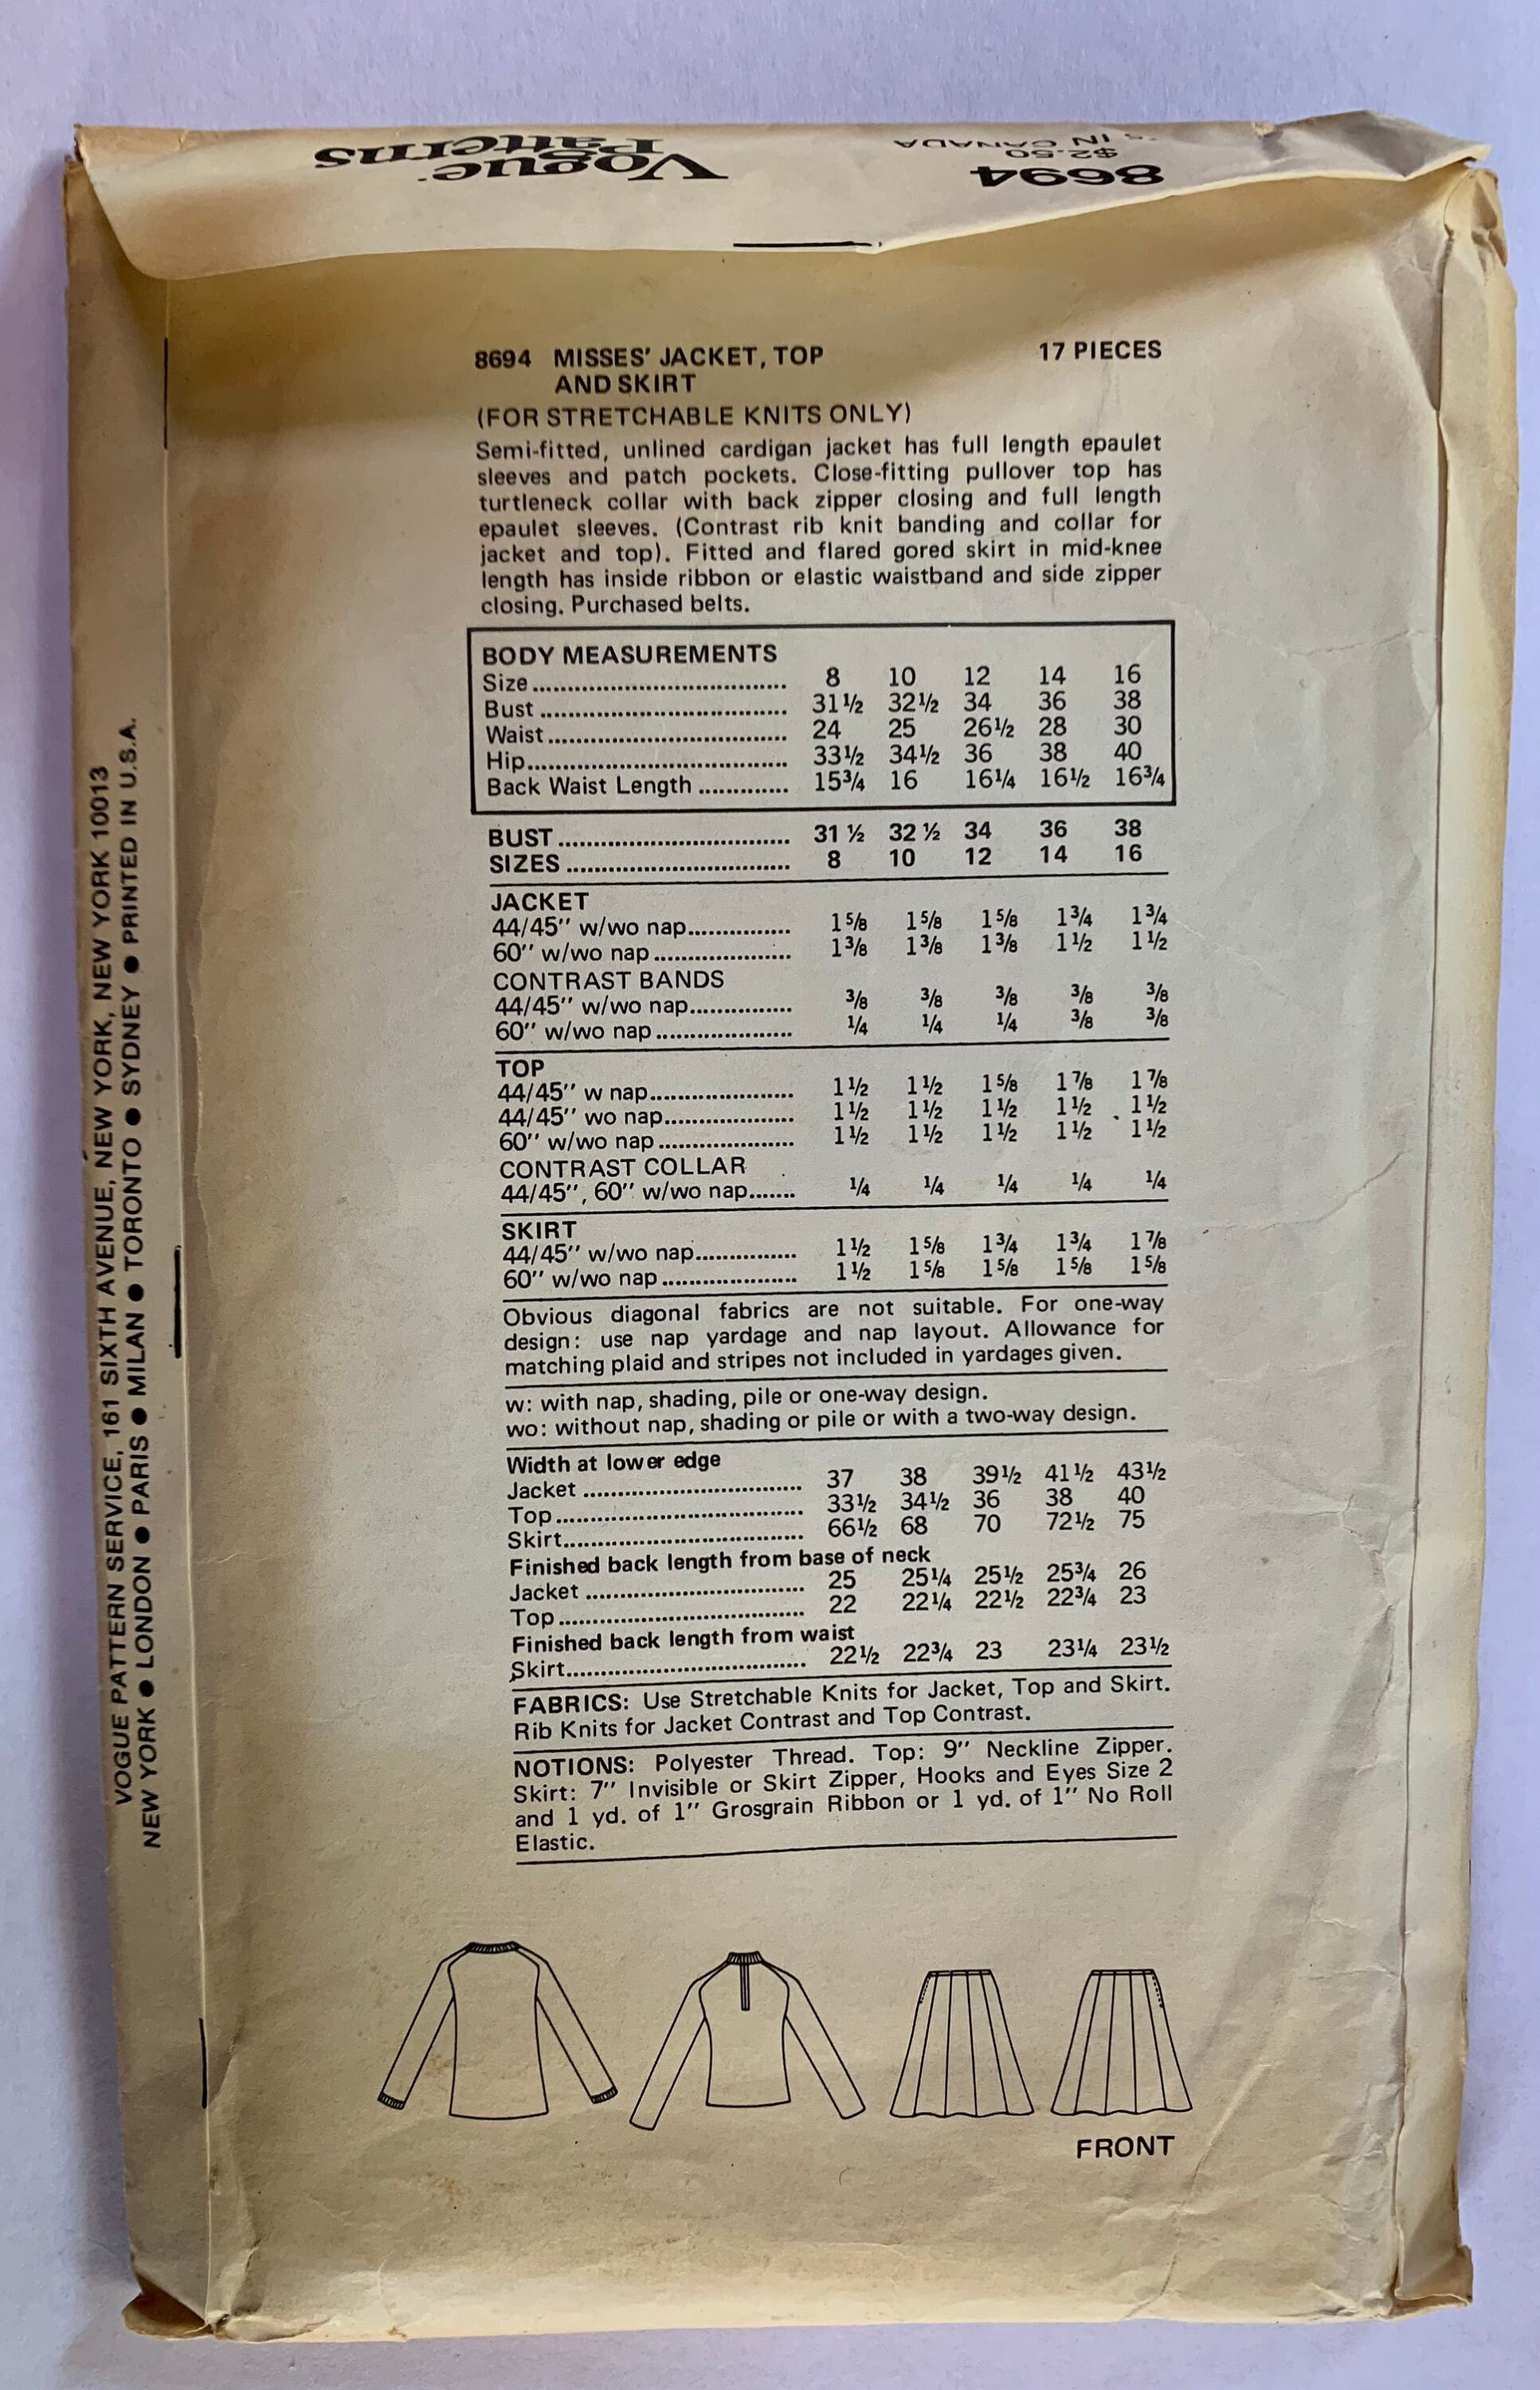 Vogue
Patterns
8694
$2.50
IN CANADA
8694 MISSES' JACKET, TOP 17 PIECES
AND SKIRT
(FOR STRETCHABLE KNITS ONLY)
Semi-fitted, unlined cardigan jacket has full length epaulet
sleeves and patch pockets. Close-fitting pullover top has
turtleneck collar with back zipper closing and full length
epaulet sleeves. (Contrast rib knit banding and collar for
jacket and top). Fitted and flared gored skirt in mid-knee
length has inside ribbon or elastic waistband and side zipper
closing. Purchased belts.
BODY MEASUREMENTS
Size..................................... 8 10 12 14 16
Bust .................................... 31½ 32½ 34 36 38
Waist................................... 24 25 26½ 28 30
Hip...................................... 33½ 34½ 36 38 40
Back Waist Length ............. 15¾ 16 16¼ 16½ 16¾
BUST .................................. 31 ½ 32 ½ 34 36 38
SIZES ................................. 8 10 12 14 16
JACKET
44/45'' w/wo nap............... 1⅝ 1⅝ 1⅝ 1¾ 1¾
60'' w/wo nap .................... 1⅜ 1⅜ 1⅜ 1½ 1½
CONTRAST BANDS
44/45'' w/wo nap............... ⅜ ⅜ ⅜ ⅜ ⅜
60'' w/wo nap .................... ¼ ¼ ¼ ⅜ ⅜
TOP
44/45'' w nap..................... 1½ 1½ 1⅝ 1⅞ 1⅞
44/45'' wo nap................... 1½ 1½ 1½ 1½ 1½
60'' w/wo nap .................... 1½ 1½ 1½ 1½ 1½
CONTRAST COLLAR
44/45'', 60'' w/wo nap....... ¼ ¼ ¼ ¼ ¼
SKIRT
44/45'' w/wo nap............... 1½ 1⅝ 1¾ 1¾ 1⅞
60'' w/wo nap .................... 1½ 1⅝ 1⅝ 1⅝ 1⅝
Obvious diagonal fabrics are not suitable. For one-way
design: use nap yardage and nap layout. Allowance for
matching plaid and stripes not included in yardages given.
w: with nap, shading, pile or one-way design.
wo: without nap, shading or pile or with a two-way design.
Width at lower edge
Jacket ................................ 37 38 39½ 41½ 43½
Top.................................... 33½ 34½ 36 38 40
Skirt................................... 66½ 68 70 72½ 75
Finished back length from base of neck
Jacket ................................ 25 25¼ 25½ 25¾ 26
Top .................................... 22 22¼ 22½ 22¾ 23
Finished back length from waist
Skirt................................... 22½ 22¾ 23 23¼ 23½
FABRICS: Use Stretchable Knits for Jacket, Top and Skirt.
Rib Knits for Jacket Contrast and Top Contrast.
NOTIONS: Polyester Thread. Top: 9'' Neckline Zipper.
Skirt: 7'' Invisible or Skirt Zipper, Hooks and Eyes Size 2
and 1 yd. of 1'' Grosgrain Ribbon or 1 yd. of 1'' No Roll
Elastic.
FRONT
VOGUE PATTERN SERVICE, 161 SIXTH AVENUE, NEW YORK, NEW YORK 10013
NEW YORK ● LONDON ● PARIS ● MILAN ● TORONTO ● SYDNEY ● PRINTED IN U.S.A.